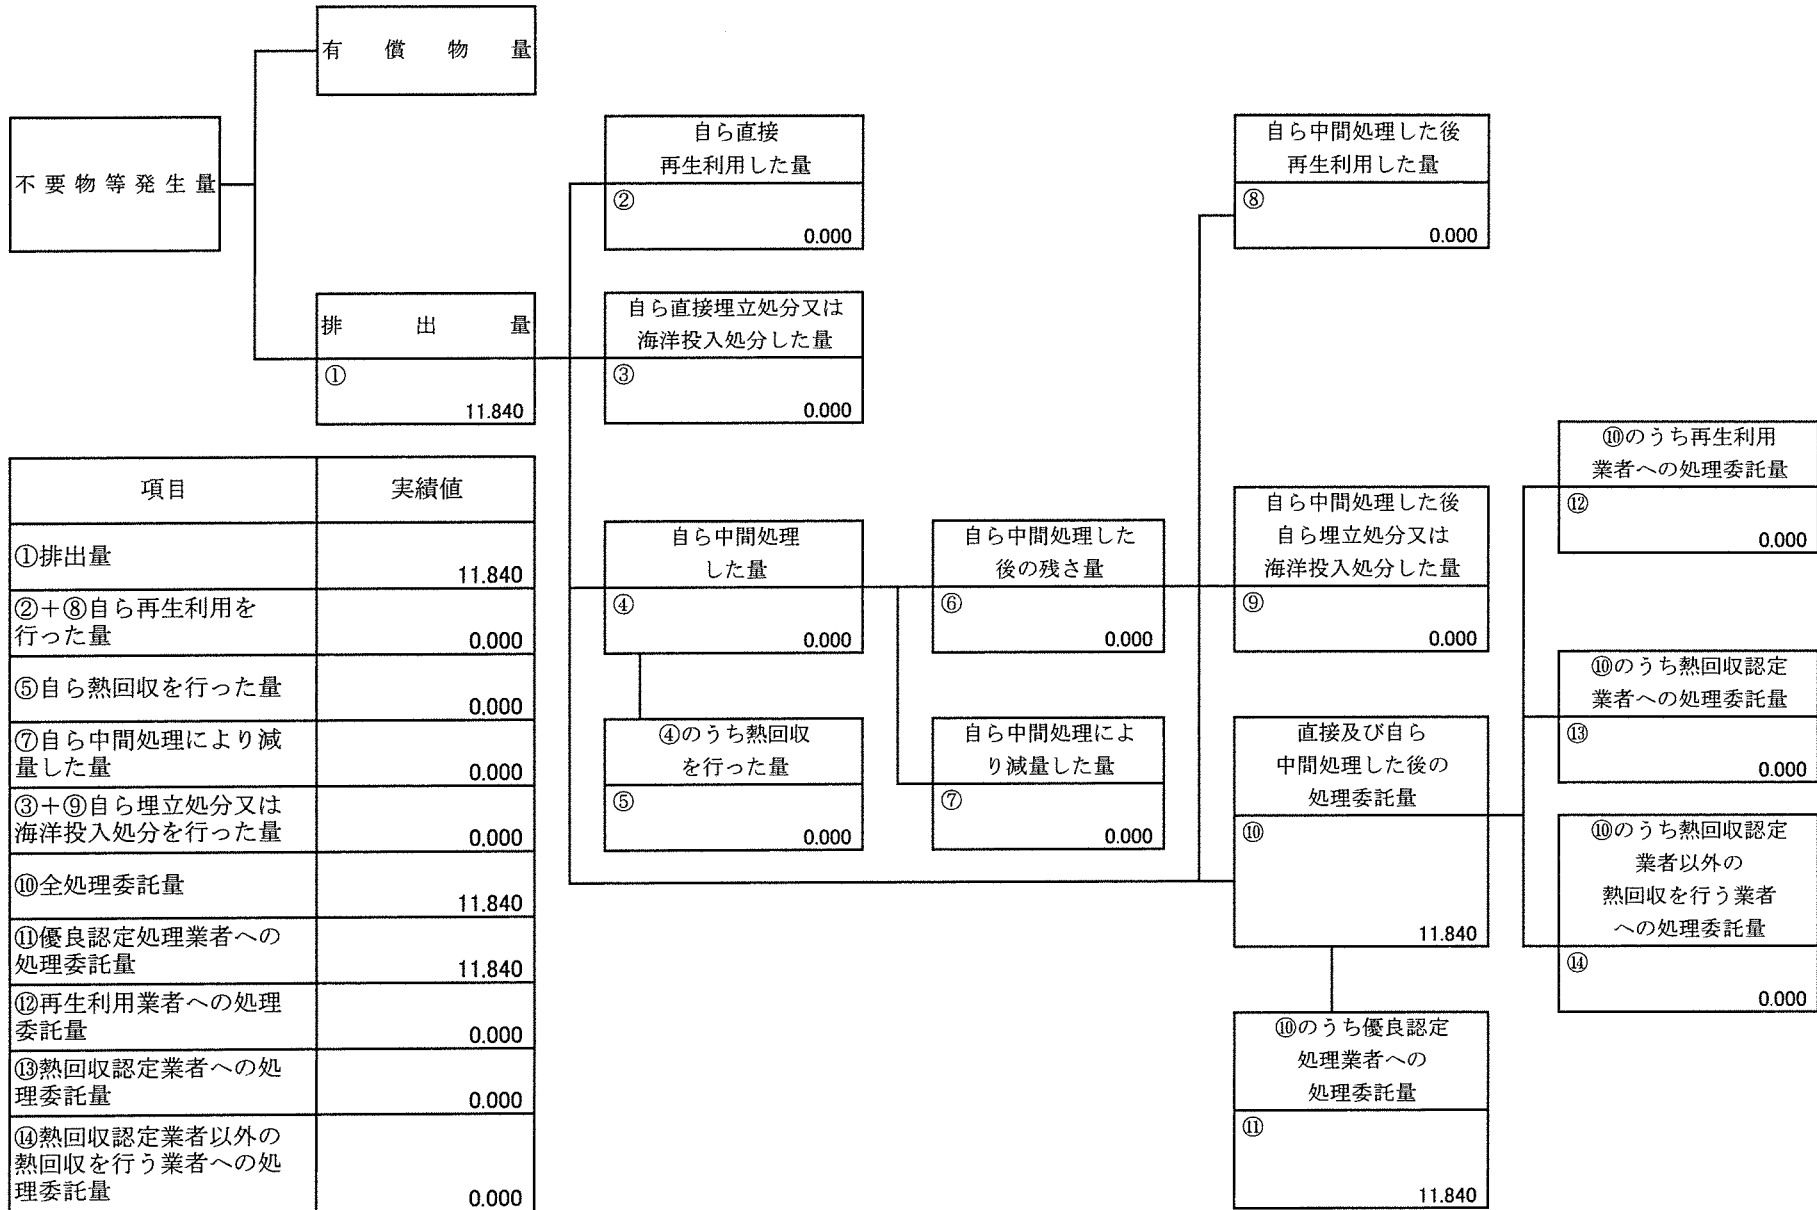 有償物量
不要物等発生量
排出量
①
11.840
自ら直接
再生利用した量
②
0.000
自ら直接埋立処分又は
海洋投入処分した量
③
0.000
自ら中間処理
した量
④
0.000
④のうち熱回収
を行った量
⑤
0.000
自ら中間処理した
後の残さ量
⑥
0.000
自ら中間処理によ
り減量した量
⑦
0.000
自ら中間処理した後
再生利用した量
⑧
0.000
自ら中間処理した後
自ら埋立処分又は
海洋投入処分した量
⑨
0.000
直接及び自ら
中間処理した後の
処理委託量
⑩
11.840
⑩のうち優良認定
処理業者への
処理委託量
⑪
11.840
⑩のうち再生利用
業者への処理委託量
⑫
0.000
⑩のうち熱回収認定
業者への処理委託量
⑬
0.000
⑩のうち熱回収認定
業者以外の
熱回収を行う業者
への処理委託量
⑭
0.000
項目 実績値
①排出量
11.840
②＋⑧自ら再生利用を
行った量
0.000
⑤自ら熱回収を行った量
0.000
⑦自ら中間処理により減
量した量
0.000
③＋⑨自ら埋立処分又は
海洋投入処分を行った量
0.000
⑩全処理委託量
11.840
⑪優良認定処理業者への
処理委託量
11.840
⑫再生利用業者への処理
委託量
0.000
⑬熱回収認定業者への処
理委託量
0.000
⑭熱回収認定業者以外の
熱回収を行う業者への処
理委託量
0.000